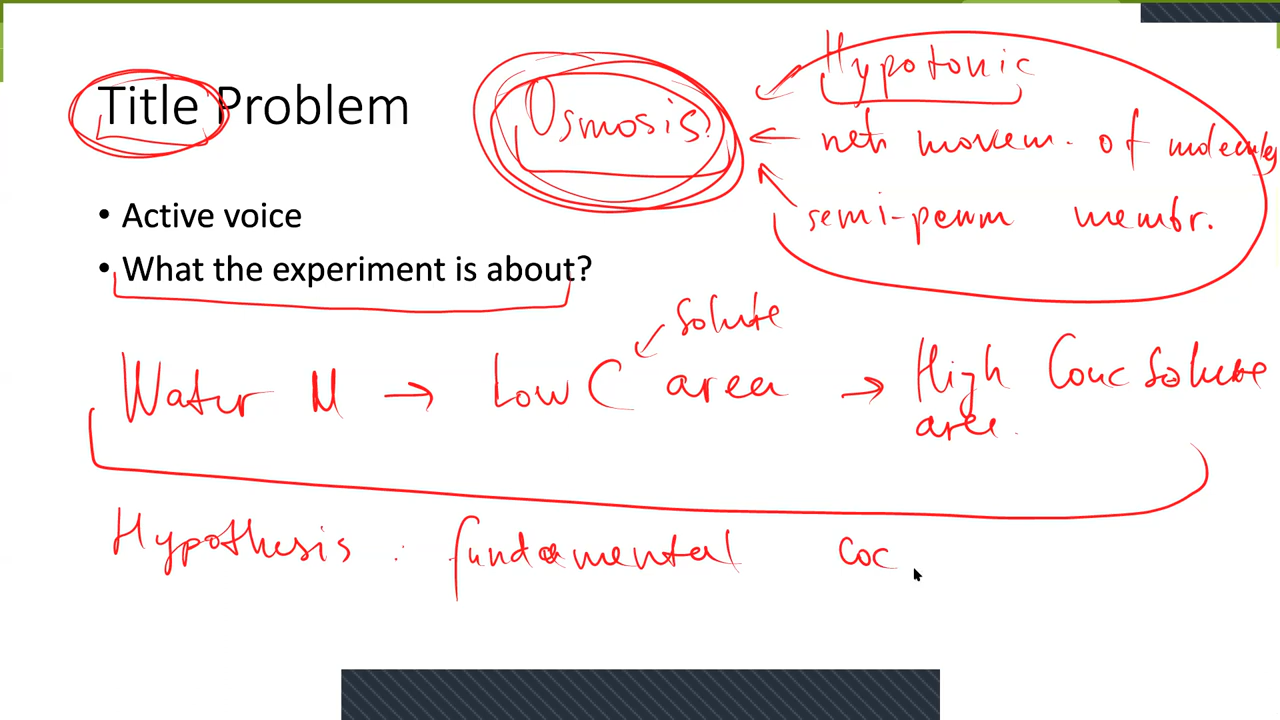 Title Problem
Osmosis.
Hypotonic
net movem. of molecules
semi-perm membr.
• Active voice
• What the experiment is about?
solute
Water M → Low C area → High Conc Solute
area.
Hypothesis : fundamental coc